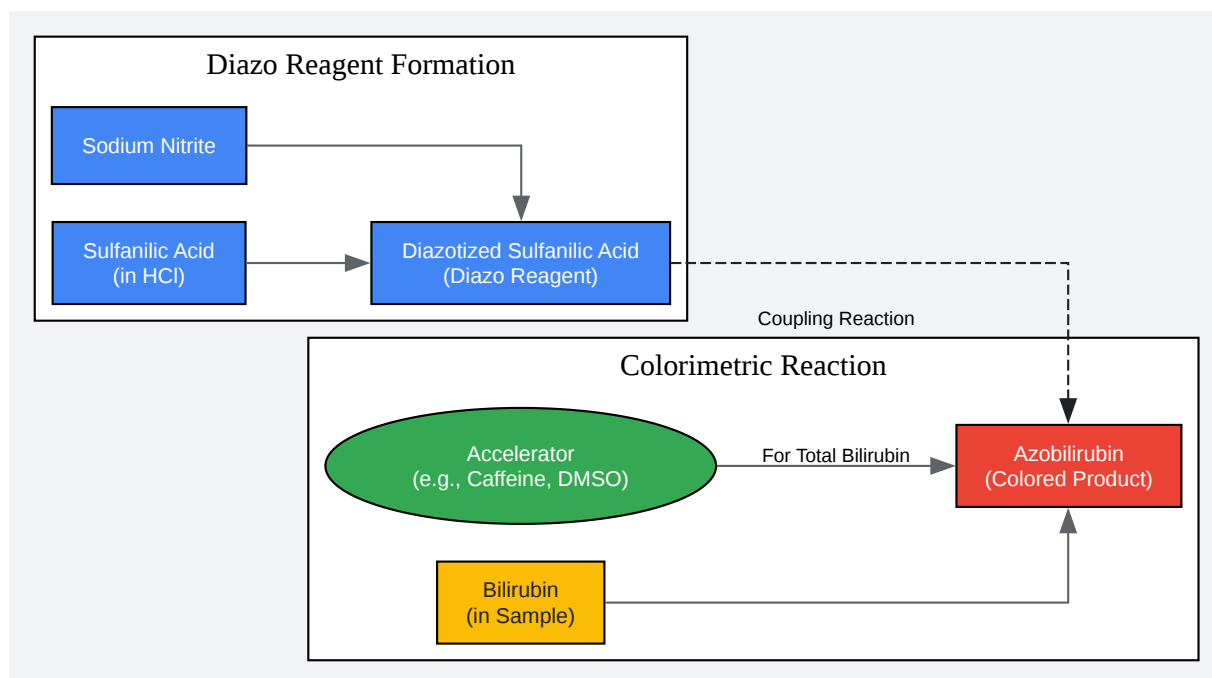 Diazo Reagent Formation
Sodium Nitrite
Sulfanilic Acid
(in HCl)
Diazotized Sulfanilic Acid
(Diazo Reagent)
Coupling Reaction
Colorimetric Reaction
Accelerator
(e.g., Caffeine, DMSO)
For Total Bilirubin
Azobilirubin
(Colored Product)
Bilirubin
(in Sample)